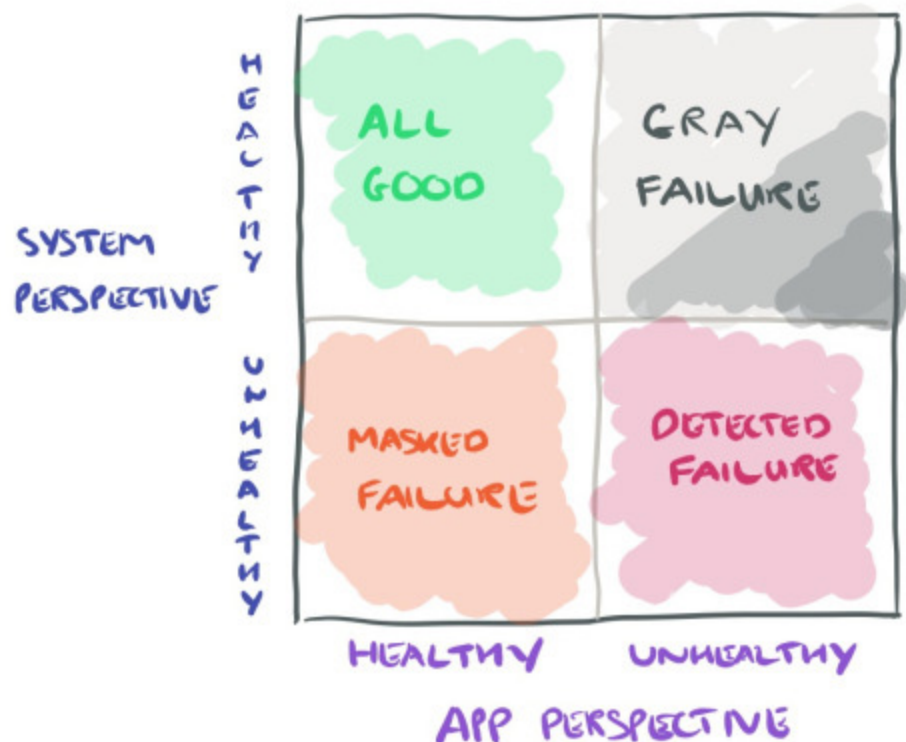 HEALTHY
ALL
GOOD
GRAY
FAILURE
SYSTEM
PERSPECTIVE
UNHEALTHY
MASKED
FAILURE
DETECTED
FAILURE
HEALTHY
UNHEALTHY
APP PERSPECTIVE